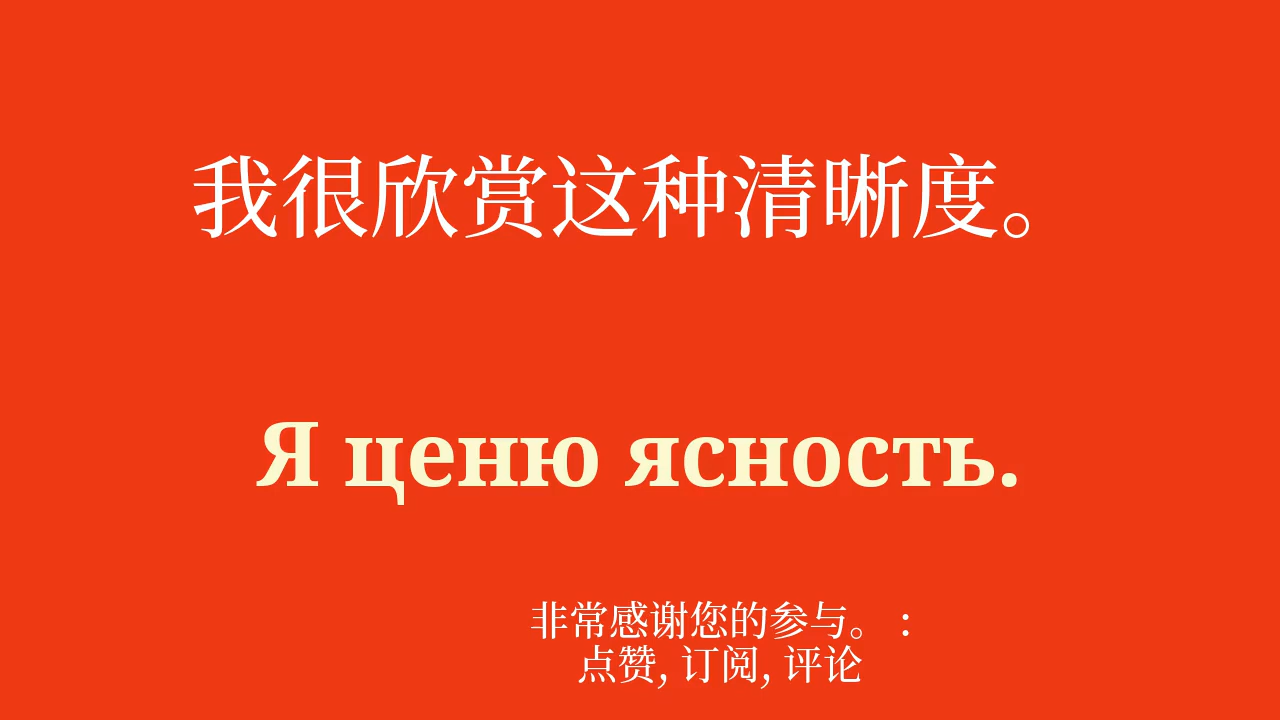 我很欣赏这种清晰度。
Я ценю ясность.
非常感谢您的参与。 :
点赞, 订阅, 评论